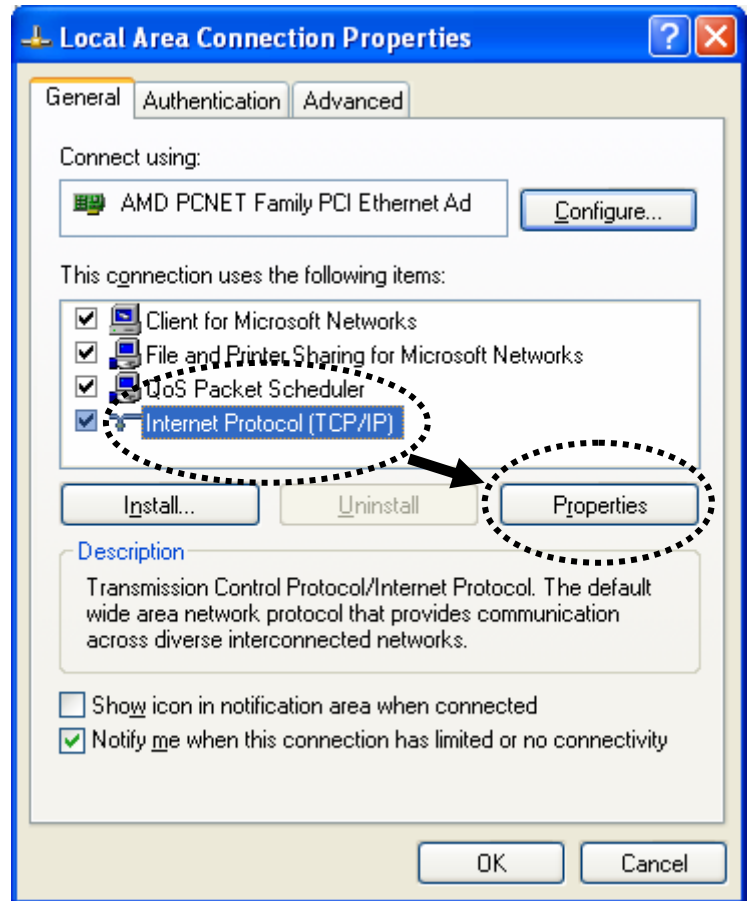 Local Area Connection Properties
General Authentication Advanced
Connect using:
AMD PCNET Family PCI Ethernet Ad Configure...
This connection uses the following items:
Client for Microsoft Networks
File and Printer Sharing for Microsoft Networks
QoS Packet Scheduler
Internet Protocol (TCP/IP)
Install... Uninstall Properties
Description
Transmission Control Protocol/Internet Protocol. The default
wide area network protocol that provides communication
across diverse interconnected networks.
Show icon in notification area when connected
Notify me when this connection has limited or no connectivity
OK Cancel